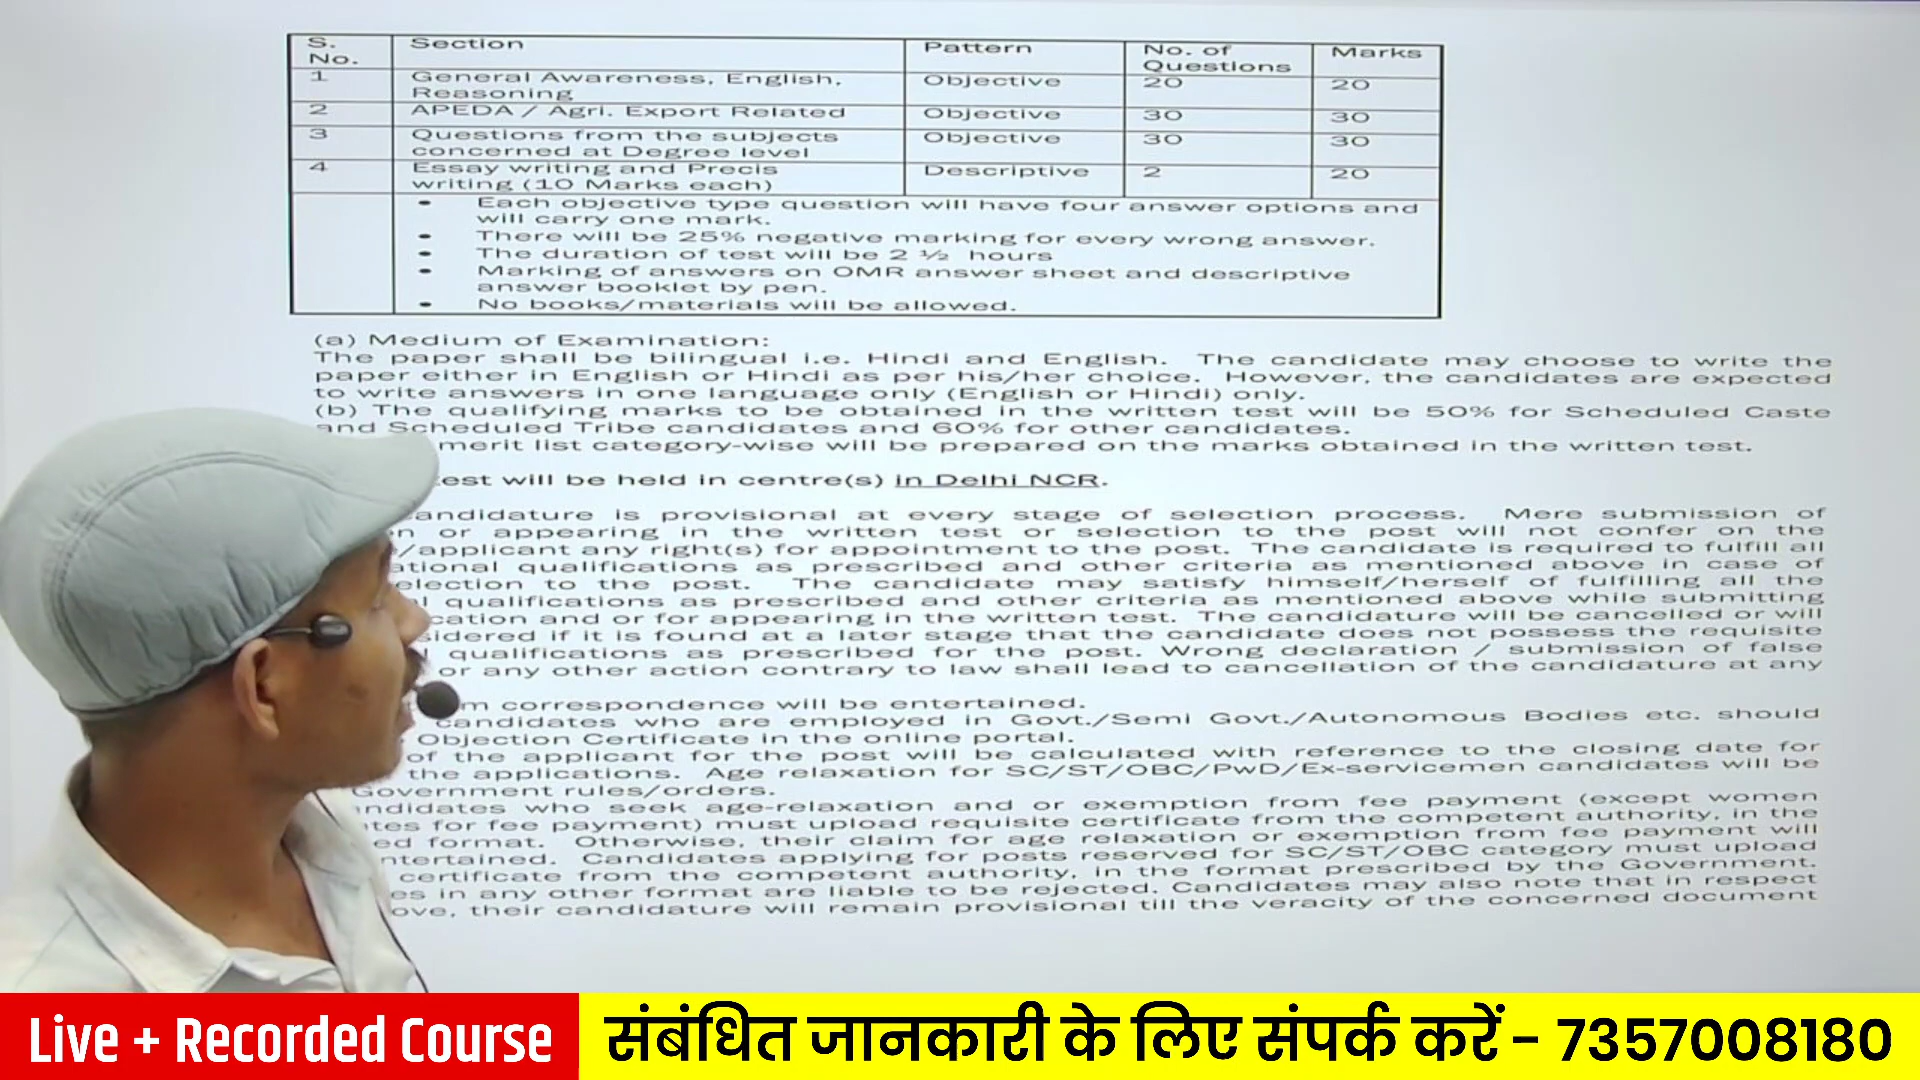 S. No.
Section
Pattern
No. of Questions
Marks
1
General Awareness, English, Reasoning
Objective
20
20
2
APEDA / Agri. Export Related
Objective
30
30
3
Questions from the subjects concerned at Degree level
Objective
30
30
4
Essay writing and Precis writing (10 Marks each)
Descriptive
2
20
• Each objective type question will have four answer options and
will carry one mark.
• There will be 25% negative marking for every wrong answer.
• The duration of test will be 2 ½ hours
• Marking of answers on OMR answer sheet and descriptive
answer booklet by pen.
• No books/materials will be allowed.
(a) Medium of Examination:
The paper shall be bilingual i.e. Hindi and English. The candidate may choose to write the
paper either in English or Hindi as per his/her choice. However, the candidates are expected
to write answers in one language only (English or Hindi) only.
(b) The qualifying marks to be obtained in the written test will be 50% for Scheduled Caste
and Scheduled Tribe candidates and 60% for other candidates.
merit list category-wise will be prepared on the marks obtained in the written test.
est will be held in centre(s) in Delhi NCR.
andidature is provisional at every stage of selection process. Mere submission of
n or appearing in the written test or selection to the post will not confer on the
/applicant any right(s) for appointment to the post. The candidate is required to fulfill all
ational qualifications as prescribed and other criteria as mentioned above in case of
election to the post. The candidate may satisfy himself/herself of fulfilling all the
l qualifications as prescribed and other criteria as mentioned above while submitting
cation and or for appearing in the written test. The candidature will be cancelled or will
sidered if it is found at a later stage that the candidate does not possess the requisite
l qualifications as prescribed for the post. Wrong declaration / submission of false
or any other action contrary to law shall lead to cancellation of the candidature at any
m correspondence will be entertained.
candidates who are employed in Govt./Semi Govt./Autonomous Bodies etc. should
Objection Certificate in the online portal.
of the applicant for the post will be calculated with reference to the closing date for
the applications. Age relaxation for SC/ST/OBC/PwD/Ex-servicemen candidates will be
Government rules/orders.
ndidates who seek age-relaxation and or exemption from fee payment (except women
tes for fee payment) must upload requisite certificate from the competent authority, in the
ed format. Otherwise, their claim for age relaxation or exemption from fee payment will
ntertained. Candidates applying for posts reserved for SC/ST/OBC category must upload
certificate from the competent authority, in the format prescribed by the Government.
es in any other format are liable to be rejected. Candidates may also note that in respect
ove, their candidature will remain provisional till the veracity of the concerned document
Live + Recorded Course
संबंधित जानकारी के लिए संपर्क करें - 7357008180